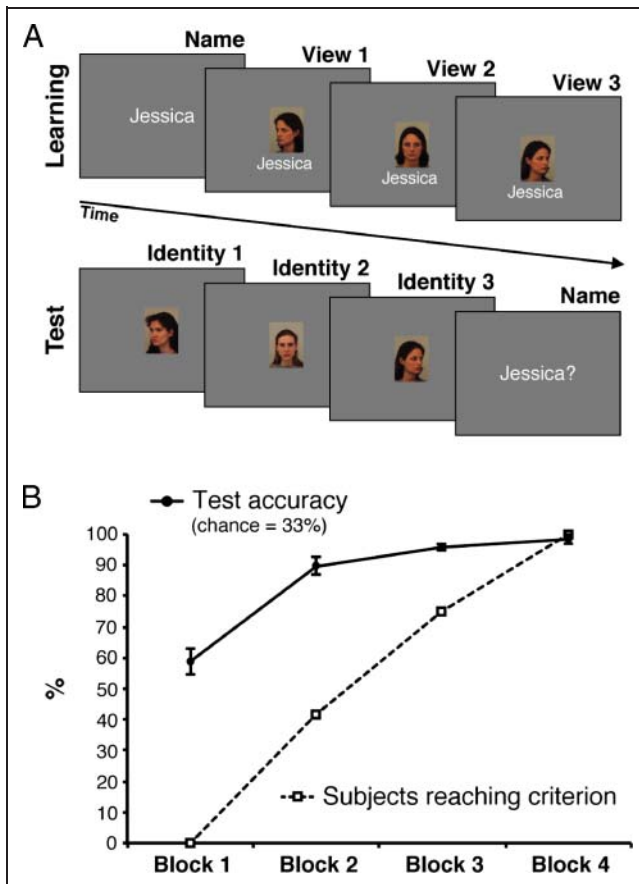 A
Learning
Name
Jessica
View 1
Jessica
View 2
Jessica
View 3
Jessica
Time
Test
Identity 1
Identity 2
Identity 3
Name
Jessica?
B
Test accuracy
(chance = 33%)
%
100
90
80
70
60
50
40
30
20
10
0
Subjects reaching criterion
Block 1 Block 2 Block 3 Block 4